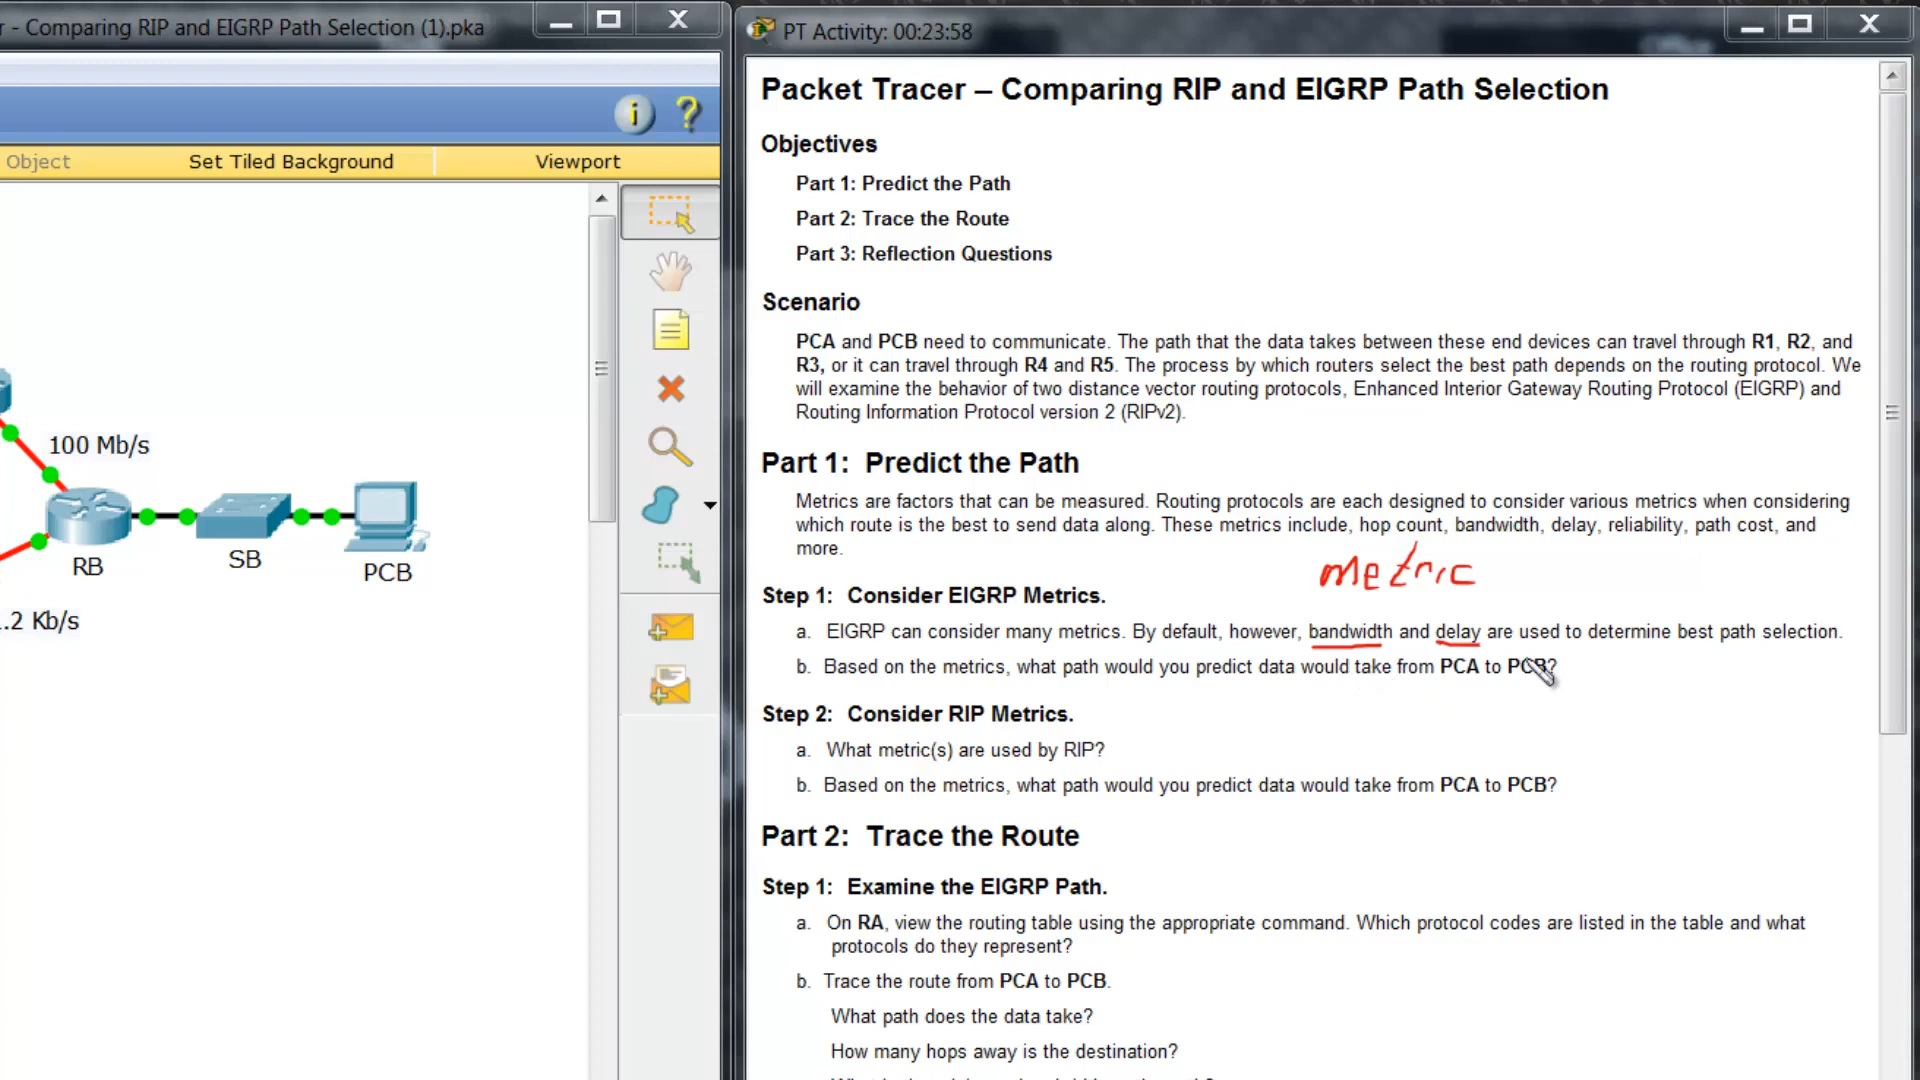 r - Comparing RIP and EIGRP Path Selection (1).pka
Object
Set Tiled Background
Viewport
100 Mb/s
RB
SB
PCB
.2 Kb/s
PT Activity: 00:23:58
Packet Tracer – Comparing RIP and EIGRP Path Selection
Objectives
Part 1: Predict the Path
Part 2: Trace the Route
Part 3: Reflection Questions
Scenario
PCA and PCB need to communicate. The path that the data takes between these end devices can travel through R1, R2, and
R3, or it can travel through R4 and R5. The process by which routers select the best path depends on the routing protocol. We
will examine the behavior of two distance vector routing protocols, Enhanced Interior Gateway Routing Protocol (EIGRP) and
Routing Information Protocol version 2 (RIPv2).
Part 1: Predict the Path
Metrics are factors that can be measured. Routing protocols are each designed to consider various metrics when considering
which route is the best to send data along. These metrics include, hop count, bandwidth, delay, reliability, path cost, and
more.
metric
Step 1: Consider EIGRP Metrics.
a. EIGRP can consider many metrics. By default, however, bandwidth and delay are used to determine best path selection.
b. Based on the metrics, what path would you predict data would take from PCA to PCB?
Step 2: Consider RIP Metrics.
a. What metric(s) are used by RIP?
b. Based on the metrics, what path would you predict data would take from PCA to PCB?
Part 2: Trace the Route
Step 1: Examine the EIGRP Path.
a. On RA, view the routing table using the appropriate command. Which protocol codes are listed in the table and what
protocols do they represent?
b. Trace the route from PCA to PCB.
What path does the data take?
How many hops away is the destination?